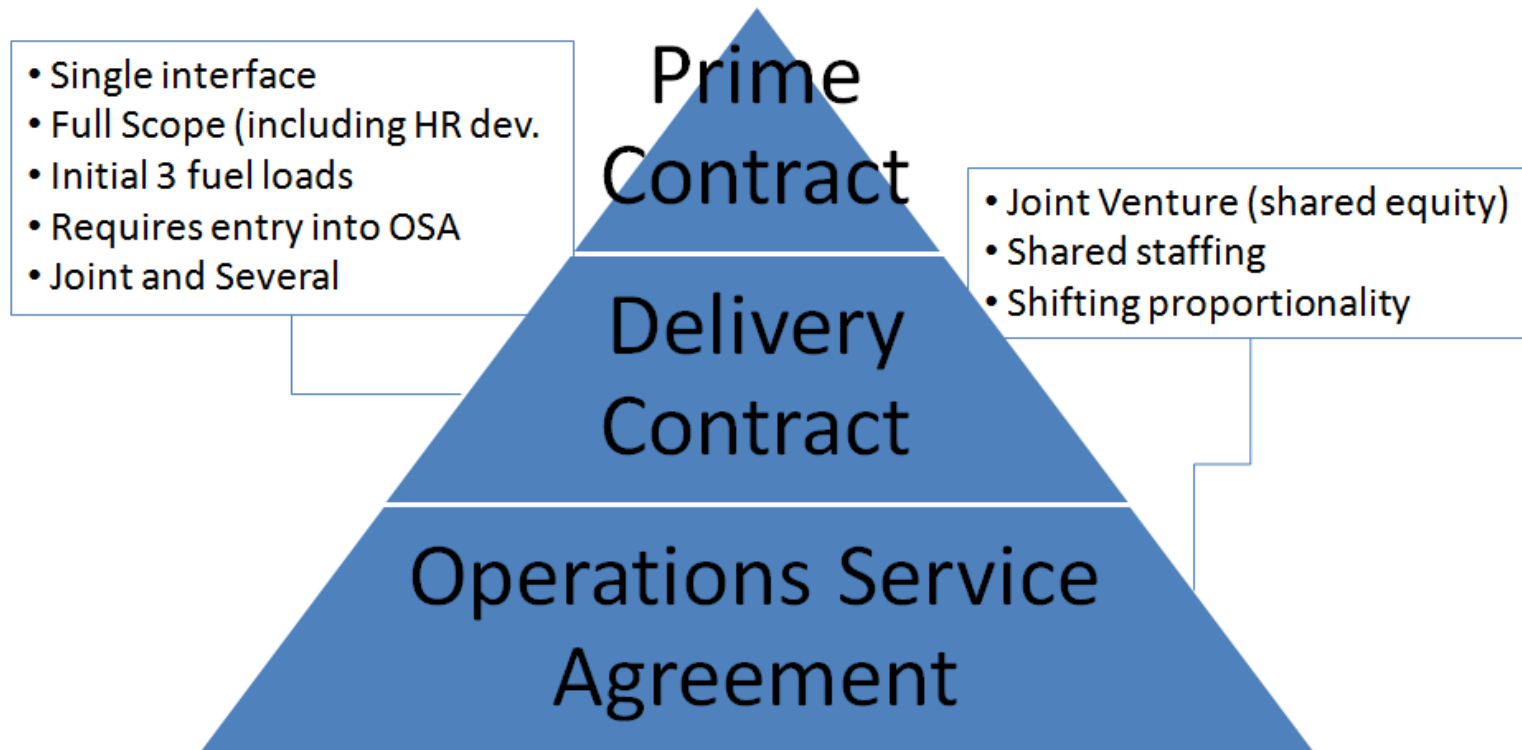 • Single interface
• Full Scope (including HR dev.
• Initial 3 fuel loads
• Requires entry into OSA
• Joint and Several
Prime
Contract
• Joint Venture (shared equity)
• Shared staffing
• Shifting proportionality
Delivery
Contract
Operations Service
Agreement